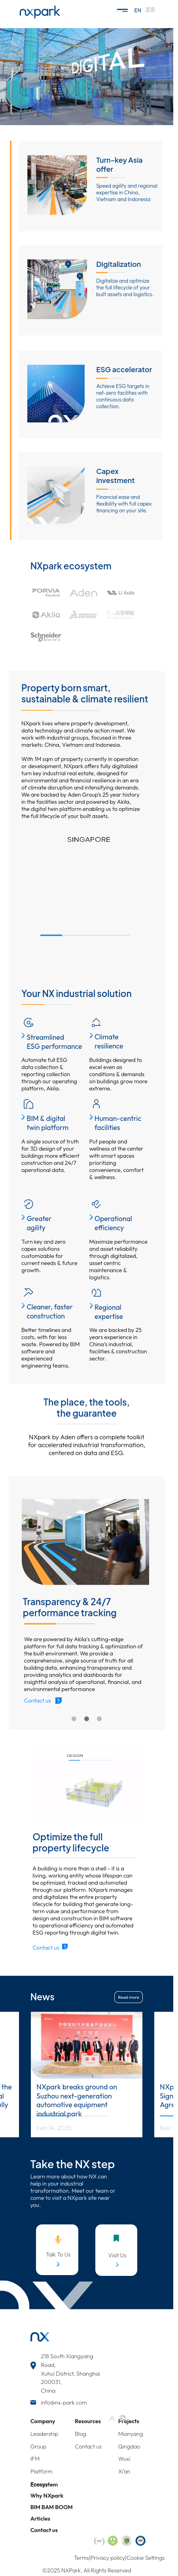 nxpark
EN
DIGITAL
Turn-key Asia
offer
Speed agility and regional
expertise in China,
Vietnam and Indonesia
Digitalization
Digitalize and optimize
the full lifecycle of your
built assets and logistics.
ESG accelerator
Achieve ESG targets in
net-zero facilities with
continuous data
collection.
Capex
investment
Financial ease and
flexibility with full capex
financing on your site.
NXpark ecosystem
Aden
Li Auto
Akila
Schneider
Electric
Property born smart,
sustainable & climate resilient
NXpark lives where property development,
data technology and climate action meet. We
work with industrial groups, focused in three
markets: China, Vietnam and Indonesia.
With 1M sqm of property currently in operation
or development, NXpark offers fully digitalized
turn key industrial real estate, designed for
environmental and financial resilience in an era
of climate disruption and intensifying demands.
We are backed by Aden Group's 25 year history
in the facilities sector and powered by Akila,
the digital twin platform enabling us to optimize
the full lifecycle of your built assets.
SINGAPORE
Your NX industrial solution
Streamlined
ESG performance
Automate full ESG
data collection &
reporting collection
through our operating
platform, Akila.
Climate
resilience
Buildings designed to
excel even as
conditions & demands
on buildings grow more
extreme.
BIM & digital
twin platform
A single source of truth
for 3D design of your
buildings more efficient
construction and 24/7
operational data.
Human-centric
facilities
Put people and
wellness at the center
with smart spaces
prioritizing
convenience, comfort
& wellness.
Greater
agility
Turn key and zero
capex solutions
customizable for
current needs & future
growth.
Operational
efficiency
Maximize performance
and asset reliability
through digitalized,
asset centric
maintenance &
logistics.
Cleaner, faster
construction
Better timelines and
costs, with far less
waste. Powered by BIM
software and
experienced
engineering teams.
Regional
expertise
We are backed by 25
years experience in
China's industrial,
facilities & construction
sector.
The place, the tools,
the guarantee
NXpark by Aden offers a complete toolkit
for accelerated industrial transformation,
centered on data and ESG.
Transparency & 24/7
performance tracking
We are powered by Akila's cutting-edge
platform for full data tracking & optimization of
the built environment. We provide a
comprehensive, single source of truth for all
building data, enhancing transparency and
providing analytics and dashboards for
insightful analysis of operational, financial, and
environmental performance
Contact us
DESIGN
Optimize the full
property lifecycle
A building is more than a shell - it is a
living, working entity whose lifespan can
be optimized, tracked and automated
through our platform. NXpark manages
and digitalizes the entire property
lifecycle for buildings that generate long-
term value and performance from
design and construction in BIM software
to operational efficiency and automated
ESG reporting through digital twin.
Contact us
News
Read more
NXpark breaks ground on
Suzhou next-generation
automotive equipment
industrial park
Take the NX step
Learn more about how NX can
help in your industrial
transformation. Meet our team or
come to visit a NXpark site near
you.
Talk To Us
Visit Us
nx
218 South Xiangyang
Road,
Xuhui District. Shanghai
200031,
China
info@nx-park.com
Company
Resources
Projects
Leadership
Blog
Mianyang
Group
Contact us
Qingdao
IFM
Wuxi
Platform
Xi'an
Ecosystem
Why NXpark
BIM BAM BOOM
Articles
Contact us
Terms|Privacy policy|Cookie Settings
©2025 NXPark. All Rights Reserved